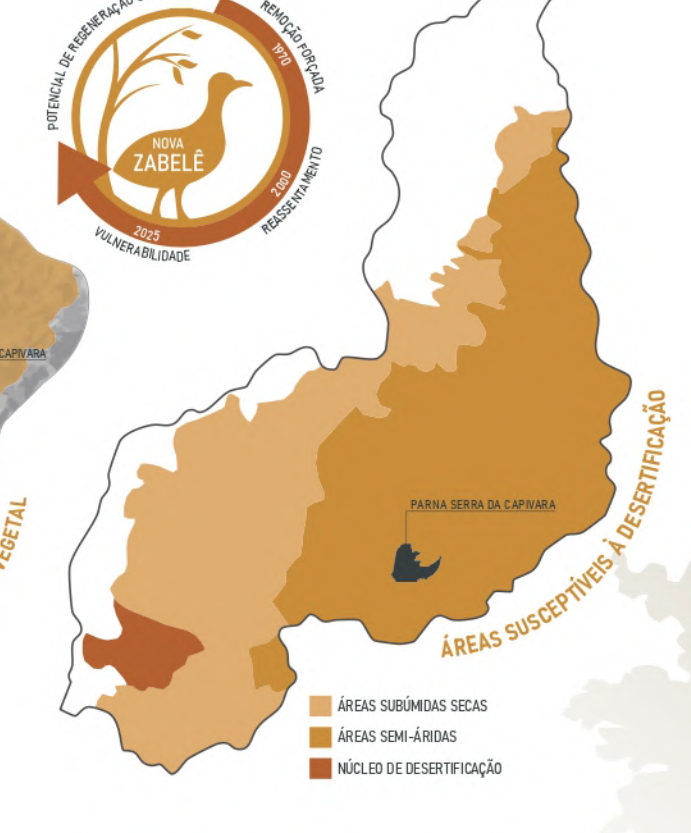 POTENCIAL DE REGENERAÇÃO
REMOÇÃO FORÇADA
1970
NOVA
ZABELÊ
2000
REASSENTAMENTO
2025
VULNERABILIDADE
CAPIVARA
VEGETAL
PARNA SERRA DA CAPIVARA
ÁREAS SUSCEPTÍVEIS À DESERTIFICAÇÃO
ÁREAS SUBÚMIDAS SECAS
ÁREAS SEMI-ÁRIDAS
NÚCLEO DE DESERTIFICAÇÃO